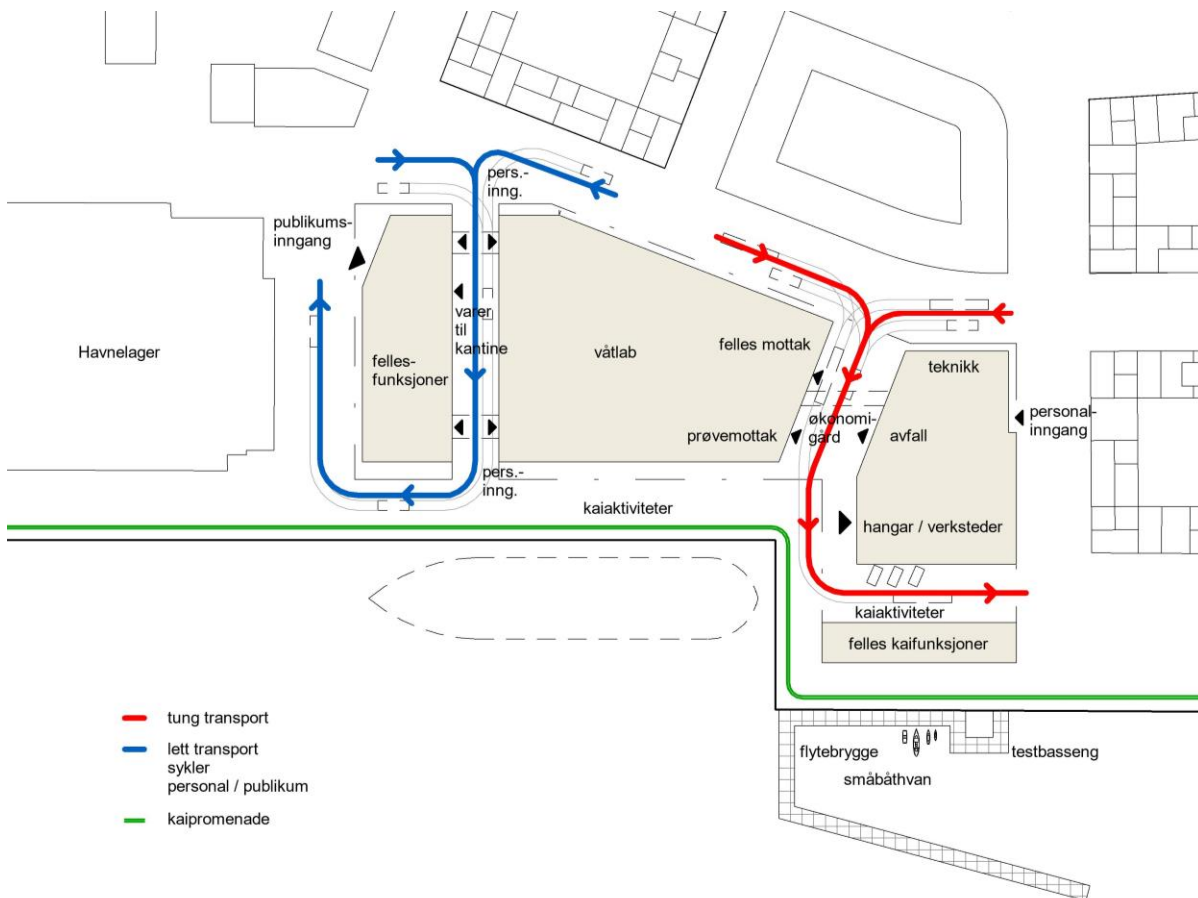 pers.-
inng.
publikums-
inngang
Havnelager
felles-
funksjoner
varer
til
kantine
våtlab
felles mottak
teknikk
prøvemottak
økonomi-
gård
avfall
personal-
inngang
pers.-
inng.
kaiaktiviteter
hangar / verksteder
kaiaktiviteter
felles kaifunksjoner
tung transport
lett transport
sykler
personal / publikum
kaipromenade
flytebrygge
testbasseng
småbåthvan